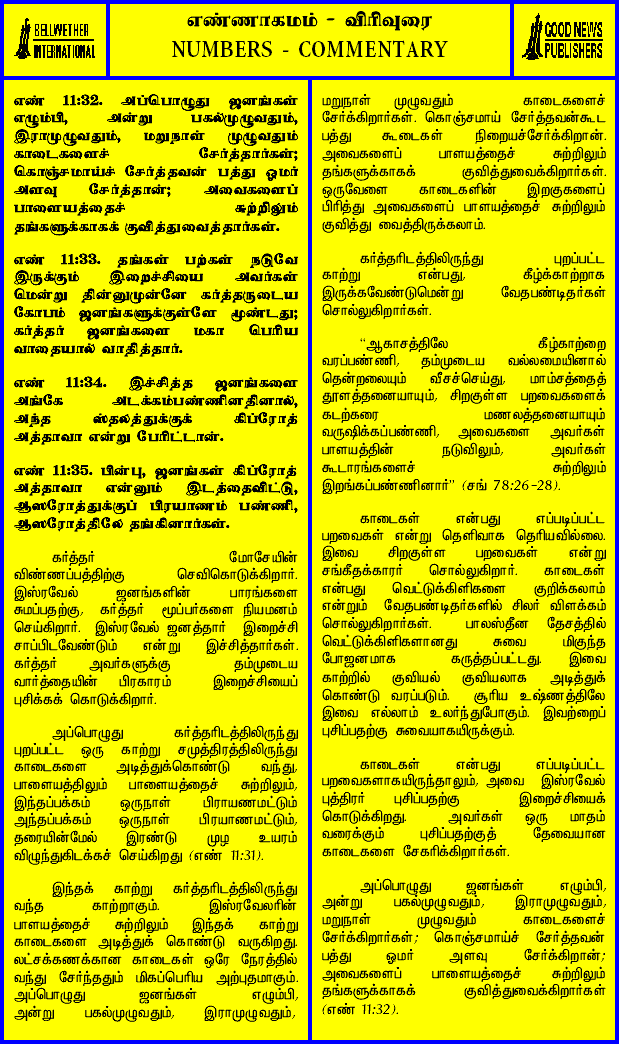 BELLWETHER
INTERNATIONAL
எண்ணாகமம் - விரிவுரை
NUMBERS - COMMENTARY
GOOD NEWS
PUBLISHERS
எண் 11:32. அப்பொழுது ஜனங்கள்
எழும்பி, அன்று பகல்முழுவதும்,
இராமுழுவதும், மறுநாள் முழுவதும்
காடைகளைச் சேர்த்தார்கள்;
கொஞ்சமாய்ச் சேர்த்தவன் பத்து ஓமர்
அளவு சேர்த்தான்; அவைகளைப்
பாளையத்தைச் சுற்றிலும்
தங்களுக்காகக் குவித்துவைத்தார்கள்.
எண் 11:33. தங்கள் பற்கள் நடுவே
இருக்கும் இறைச்சியை அவர்கள்
மென்று தின்னுமுன்னே கர்த்தருடைய
கோபம் ஜனங்களுக்குள்ளே மூண்டது;
கர்த்தர் ஜனங்களை மகா பெரிய
வாதையால் வாதித்தார்.
எண் 11:34. இச்சித்த ஜனங்களை
அங்கே அடக்கம்பண்ணினதினால்,
அந்த ஸ்தலத்துக்குக் கிப்ரோத்
அத்தாவா என்று பேரிட்டான்.
எண் 11:35. பின்பு, ஜனங்கள் கிப்ரோத்
அத்தாவா என்னும் இடத்தைவிட்டு,
ஆஸரோத்துக்குப் பிரயாணம் பண்ணி,
ஆஸரோத்திலே தங்கினார்கள்.
கர்த்தர் மோசேயின்
விண்ணப்பத்திற்கு செவிகொடுக்கிறார்.
இஸ்ரவேல் ஜனங்களின் பாரங்களை
சுமப்பதற்கு, கர்த்தர் மூப்பர்களை நியமனம்
செய்கிறார். இஸ்ரவேல் ஜனத்தார் இறைச்சி
சாப்பிடவேண்டும் என்று இச்சித்தார்கள்.
கர்த்தர் அவர்களுக்கு தம்முடைய
வார்த்தையின் பிரகாரம் இறைச்சியைப்
புசிக்கக் கொடுக்கிறார்.
அப்பொழுது கர்த்தரிடத்திலிருந்து
புறப்பட்ட ஒரு காற்று சமுத்திரத்திலிருந்து
காடைகளை அடித்துக்கொண்டு வந்து,
பாளையத்திலும் பாளையத்தைச் சுற்றிலும்,
இந்தப்பக்கம் ஒருநாள் பிராயணமட்டும்
அந்தப்பக்கம் ஒருநாள் பிரயாணமட்டும்,
தரையின்மேல் இரண்டு முழ உயரம்
விழுந்துகிடக்கச் செய்கிறது (எண் 11:31).
இந்தக் காற்று கர்த்தரிடத்திலிருந்து
வந்த காற்றாகும். இஸ்ரவேலரின்
பாளையத்தைச் சுற்றிலும் இந்தக் காற்று
காடைகளை அடித்துக் கொண்டு வருகிறது.
லட்சக்கணக்கான காடைகள் ஒரே நேரத்தில்
வந்து சேர்ந்ததும் மிகப்பெரிய அற்புதமாகும்.
அப்பொழுது ஜனங்கள் எழும்பி,
அன்று பகல்முழுவதும், இராமுழுவதும்,
மறுநாள் முழுவதும் காடைகளைச்
சேர்க்கிறார்கள். கொஞ்சமாய் சேர்த்தவன்கூட
பத்து கூடைகள் நிறையச்சேர்க்கிறான்.
அவைகளைப் பாளயத்தைச் சுற்றிலும்
தங்களுக்காகக் குவித்துவைக்கிறார்கள்.
ஒருவேளை காடைகளின் இறகுகளைப்
பிரித்து அவைகளைப் பாளயத்தைச் சுற்றிலும்
குவித்து வைத்திருக்கலாம்.
கர்த்தரிடத்திலிருந்து புறப்பட்ட
காற்று என்பது, கீழ்க்காற்றாக
இருக்கவேண்டுமென்று வேதபண்டிதர்கள்
சொல்லுகிறார்கள்.
"ஆகாசத்திலே கீழ்காற்றை
வரப்பண்ணி, தம்முடைய வல்லமையினால்
தென்றலையும் வீசச்செய்து, மாம்சத்தைத்
தூளத்தனையாயும், சிறகுள்ள பறவைகளைக்
கடற்கரை மணலத்தனையாயும்
வருஷிக்கப்பண்ணி, அவைகளை அவர்கள்
பாளயத்தின் நடுவிலும், அவர்கள்
கூடாரங்களைச் சுற்றிலும்
இறங்கப்பண்ணினார்" (சங் 78:26-28).
காடைகள் என்பது எப்படிப்பட்ட
பறவைகள் என்று தெளிவாக தெரியவில்லை.
இவை சிறகுள்ள பறவைகள் என்று
சங்கீதக்காரர் சொல்லுகிறார். காடைகள்
என்பது வெட்டுக்கிளிகளை குறிக்கலாம்
என்றும் வேதபண்டிதர்களில் சிலர் விளக்கம்
சொல்லுகிறார்கள். பாலஸ்தீன தேசத்தில்
வெட்டுக்கிளிகளானது சுவை மிகுந்த
போஜனமாக கருத்தப்பட்டது. இவை
காற்றில் குவியல் குவியலாக அடித்துக்
கொண்டு வரப்படும். சூரிய உஷ்ணத்திலே
இவை எல்லாம் உலர்ந்துபோகும். இவற்றைப்
புசிப்பதற்கு சுவையாகயிருக்கும்.
காடைகள் என்பது எப்படிப்பட்ட
பறவைகளாகயிருந்தாலும், அவை இஸ்ரவேல்
புத்திரர் புசிப்பதற்கு இறைச்சியைக்
கொடுக்கிறது. அவர்கள் ஒரு மாதம்
வரைக்கும் புசிப்பதற்குத் தேவையான
காடைகளை சேகரிக்கிறார்கள்.
அப்பொழுது ஜனங்கள் எழும்பி,
அன்று பகல்முழுவதும், இராமுழுவதும்,
மறுநாள் முழுவதும் காடைகளைச்
சேர்க்கிறார்கள்; கொஞ்சமாய்ச் சேர்த்தவன்
பத்து ஓமர் அளவு சேர்க்கிறான்;
அவைகளைப் பாளயத்தைச் சுற்றிலும்
தங்களுக்காகக் குவித்துவைக்கிறார்கள்
(எண் 11:32).